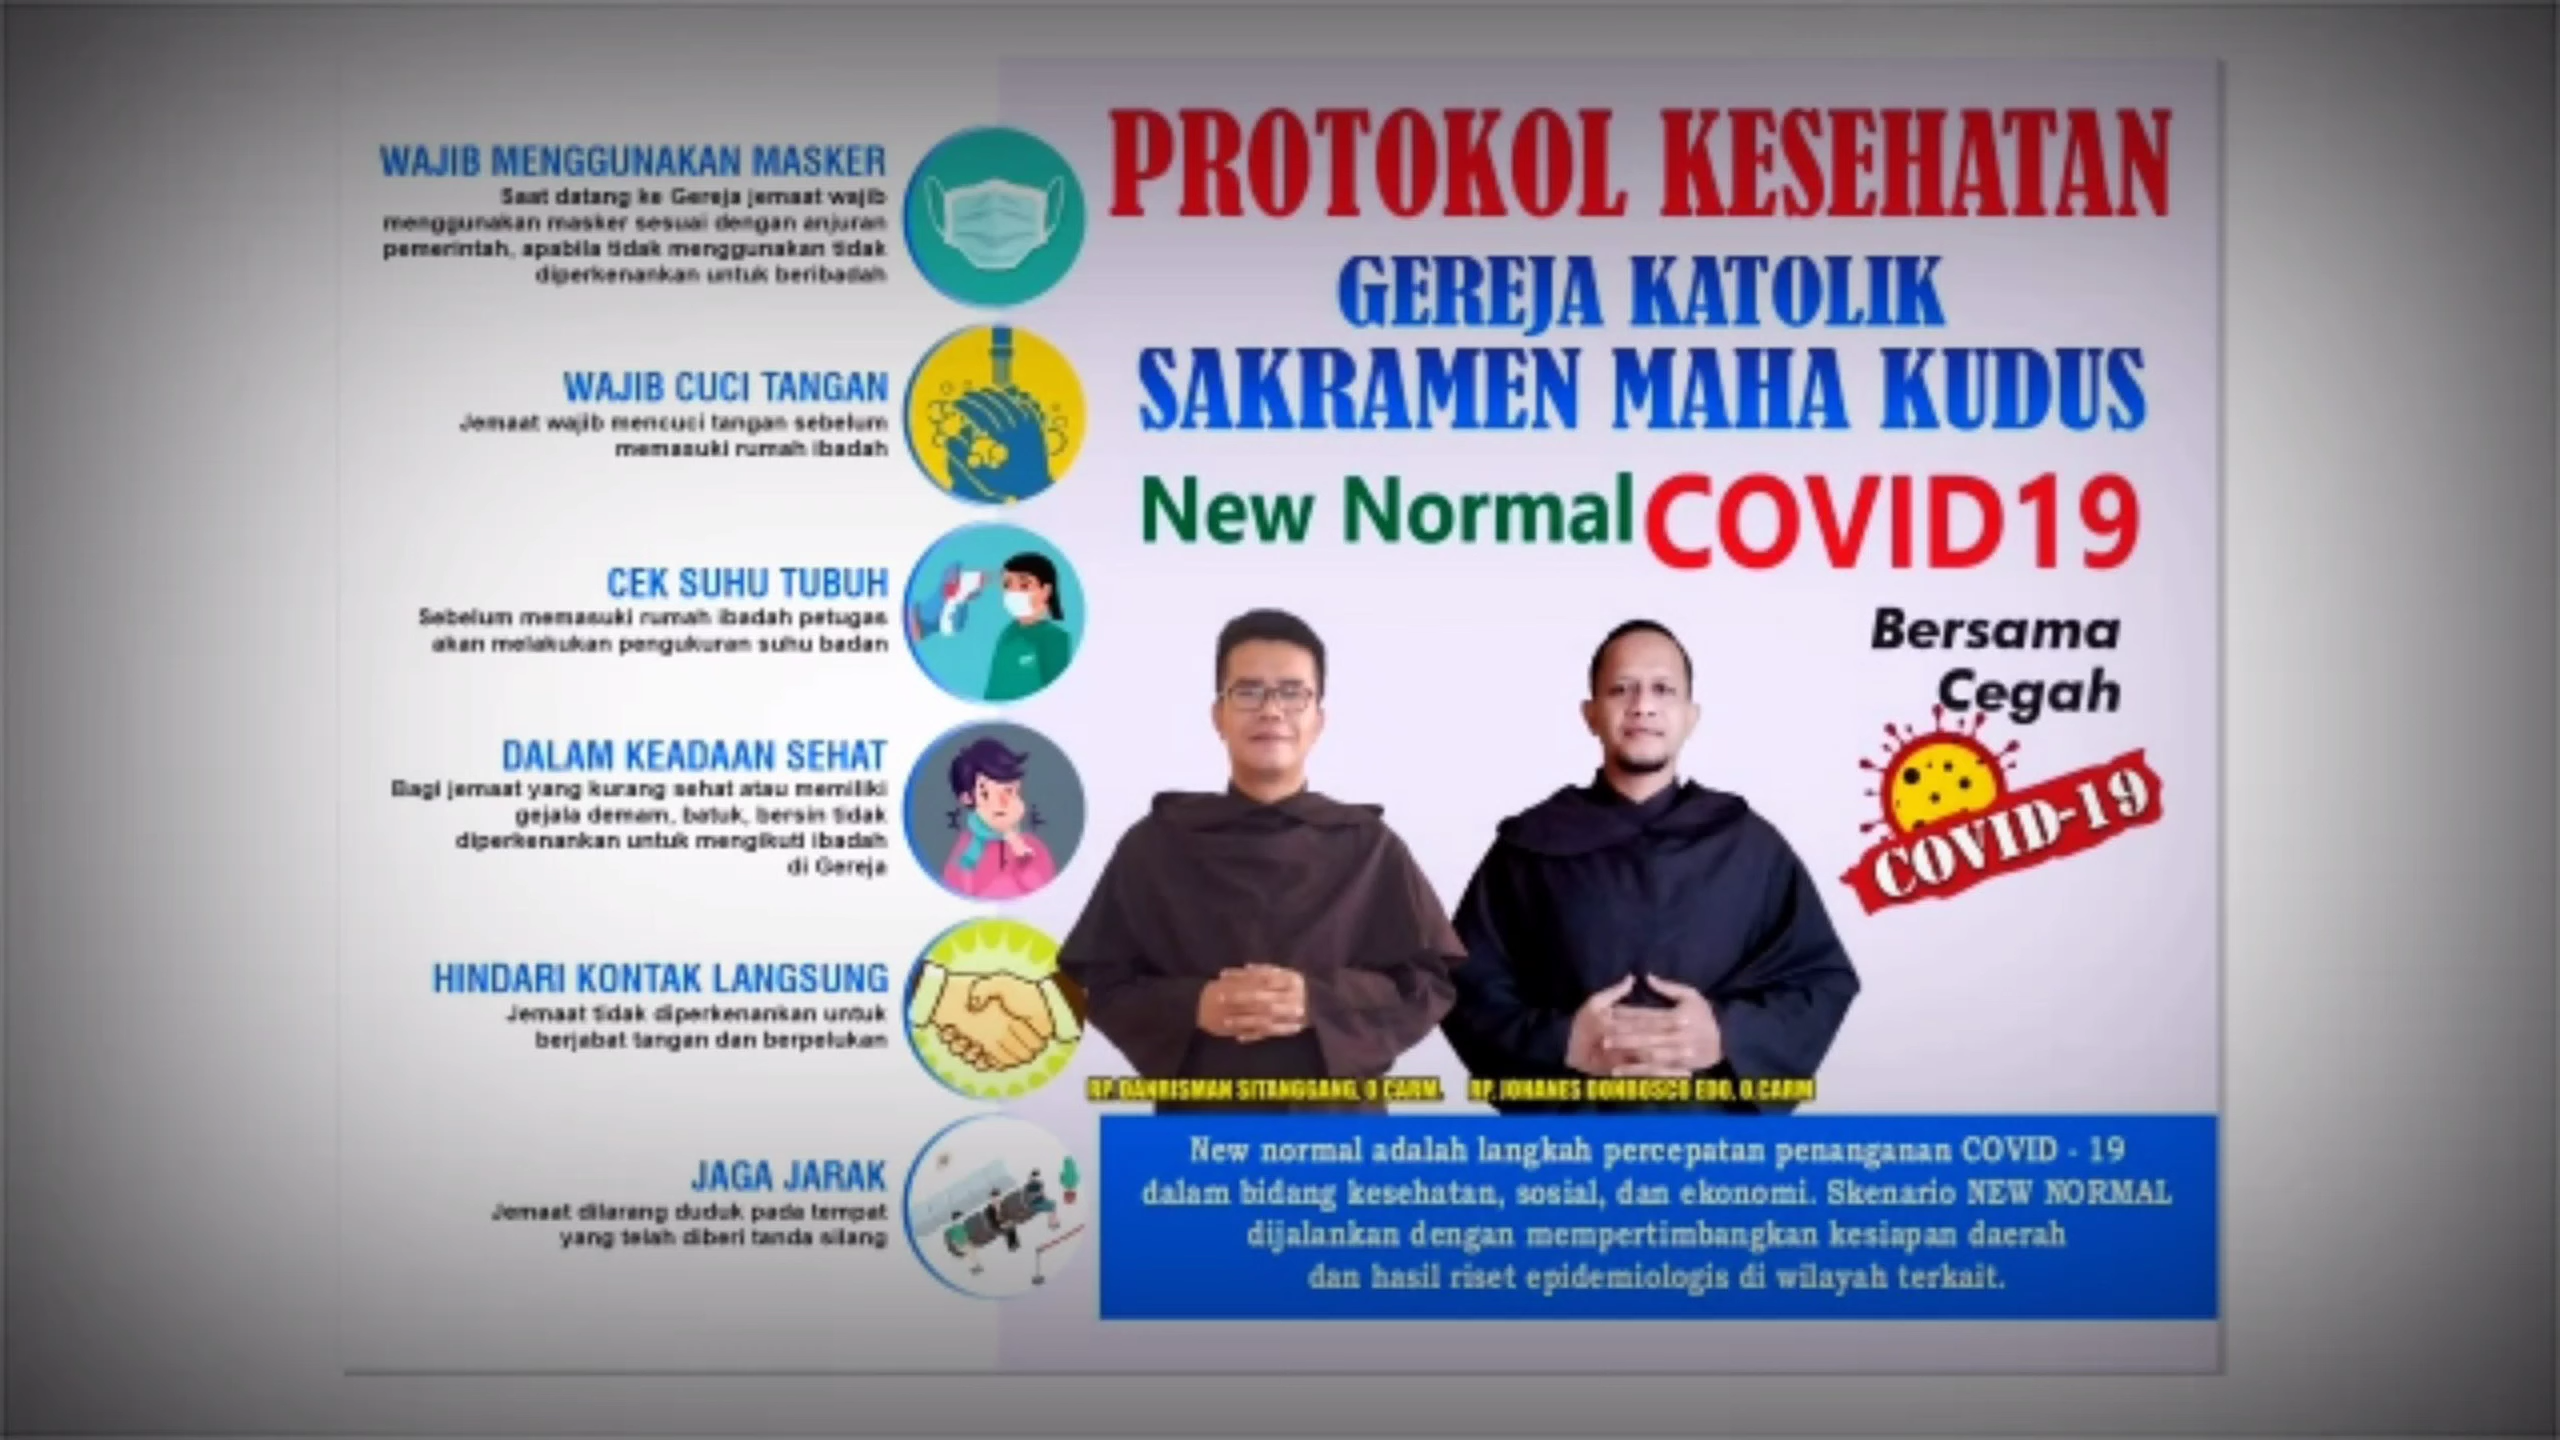 WAJIB MENGGUNAKAN MASKER
Saat datang ke Gereja jemaat wajib
menggunakan masker sesuai dengan anjuran
pemerintah, apabila tidak menggunakan tidak
diperkenankan untuk beribadah
WAJIB CUCI TANGAN
Jemaat wajib mencuci tangan sebelum
memasuki rumah ibadah
CEK SUHU TUBUH
Sebelum memasuki rumah ibadah petugas
akan melakukan pengukuran suhu badan
DALAM KEADAAN SEHAT
Bagi jemaat yang kurang sehat atau memiliki
gejala demam, batuk, bersin tidak
diperkenankan untuk mengikuti ibadah
di Gereja
HINDARI KONTAK LANGSUNG
Jemaat tidak diperkenankan untuk
berjabat tangan dan berpelukan
JAGA JARAK
Jemaat dilarang duduk pada tempat
yang telah diberi tanda silang
PROTOKOL KESEHATAN
GEREJA KATOLIK
SAKRAMEN MAHA KUDUS
New Normal COVID19
Bersama
Cegah
COVID-19
RP. DANRISMAN SITANGGANG, O CARM.
RP. JOHANES DONBOSCO EDO, O.CARM
New normal adalah langkah percepatan penanganan COVID - 19
dalam bidang kesehatan, sosial, dan ekonomi. Skenario NEW NORMAL
dijalankan dengan mempertimbangkan kesiapan daerah
dan hasil riset epidemiologis di wilayah terkait.